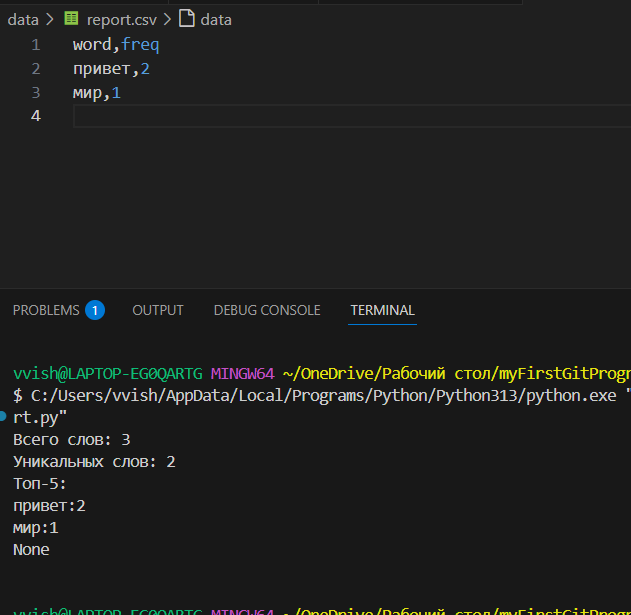 data > report.csv > data
1 word,freq
2 привет,2
3 мир,1
4
PROBLEMS 1 OUTPUT DEBUG CONSOLE TERMINAL
vvish@LAPTOP-EG0QARTG MINGW64 ~/OneDrive/Рабочий стол/myFirstGitProgr
$ C:/Users/vvish/AppData/Local/Programs/Python/Python313/python.exe "
rt.py"
Всего слов: 3
Уникальных слов: 2
Топ-5:
привет:2
мир:1
None
vvish@LAPTOP-EG0QARTG MINGW64 ~/OneDrive/Рабочий стол/myFirstGitProgr